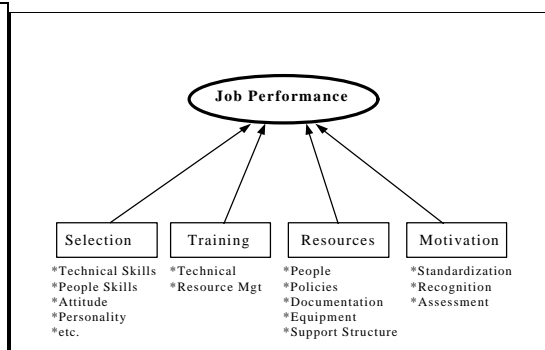 Job Performance
Selection
Training
Resources
Motivation
*Technical Skills
*People Skills
*Attitude
*Personality
*etc.
*Technical
*Resource Mgt
*People
*Policies
*Documentation
*Equipment
*Support Structure
*Standardization
*Recognition
*Assessment